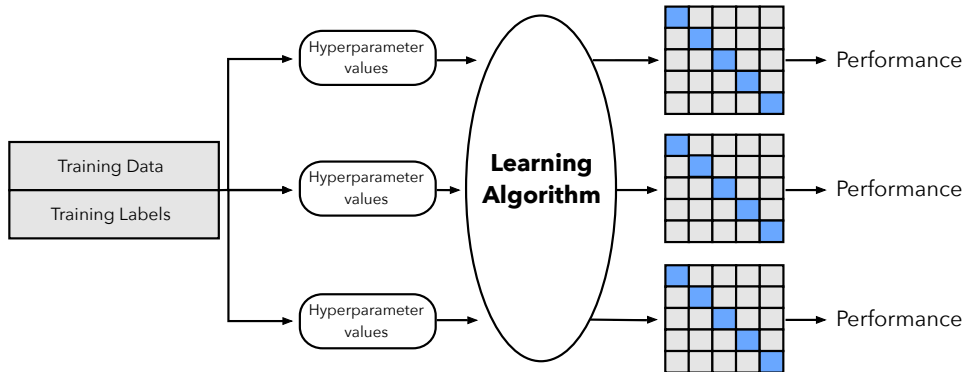 Hyperparameter
values
Performance
Training Data
Training Labels
Hyperparameter
values
Learning
Algorithm
Performance
Hyperparameter
values
Performance